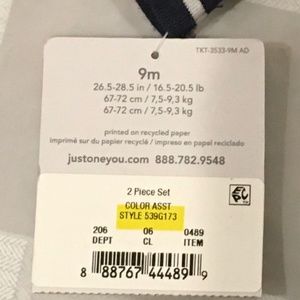 TKT-3533-9M AD
9m
26.5-28.5 in / 16.5-20.5 lb
67-72 cm / 7,5-9,3 kg
67-72 cm / 7,5-9,3 kg
printed on recycled paper
imprimé sur du papier recyclé / impreso en papel reciclado
justoneyou.com 888.782.9548
2 Piece Set
COLOR ASST
STYLE 539G173
206 06 0489
DEPT CL ITEM
8 88767 44489 9